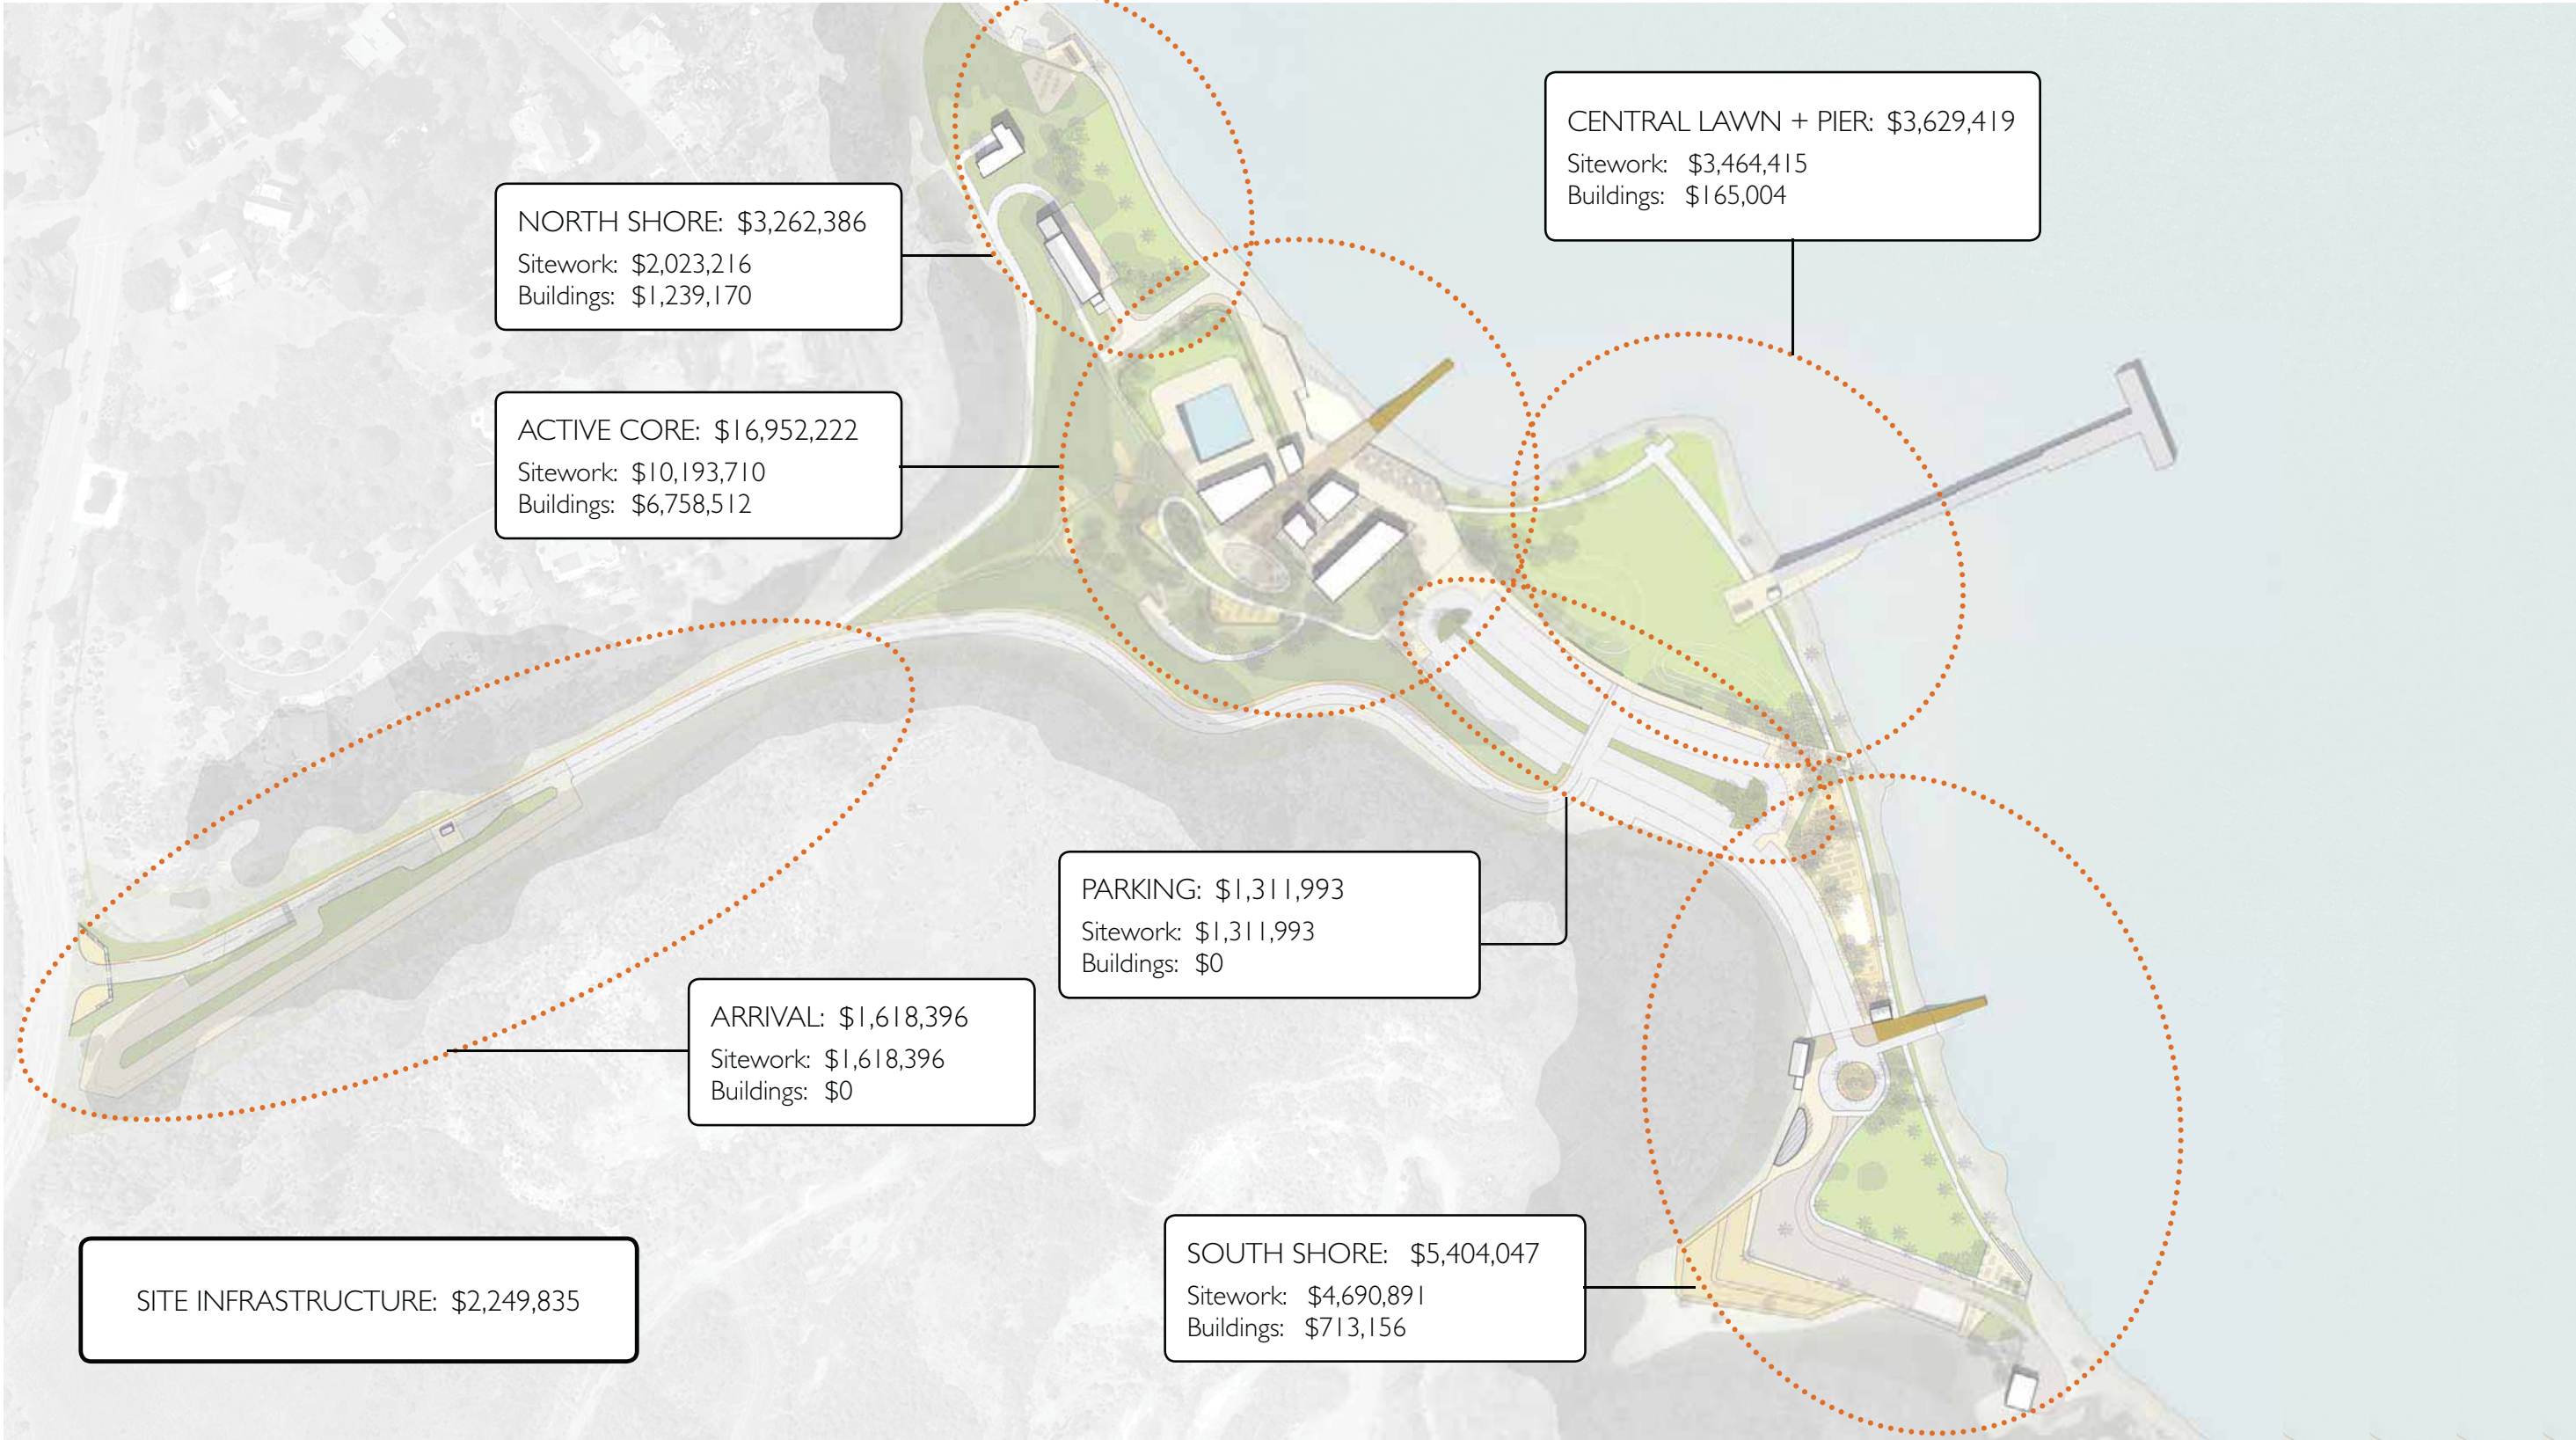 CENTRAL LAWN + PIER: $3,629,419
Sitework: $3,464,415
Buildings: $165,004
NORTH SHORE: $3,262,386
Sitework: $2,023,216
Buildings: $1,239,170
ACTIVE CORE: $16,952,222
Sitework: $10,193,710
Buildings: $6,758,512
PARKING: $1,311,993
Sitework: $1,311,993
Buildings: $0
ARRIVAL: $1,618,396
Sitework: $1,618,396
Buildings: $0
SOUTH SHORE: $5,404,047
Sitework: $4,690,891
Buildings: $713,156
SITE INFRASTRUCTURE: $2,249,835